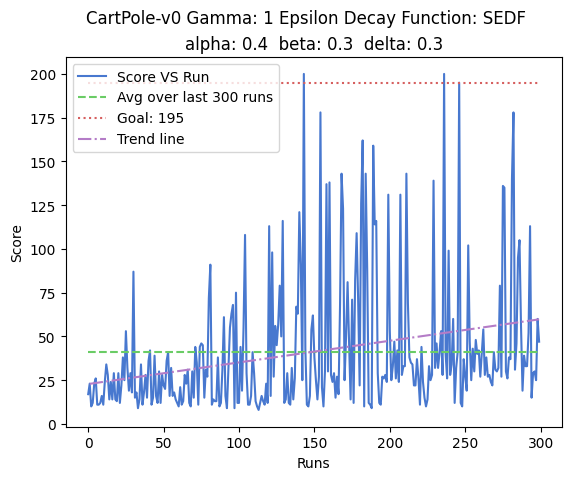 CartPole-v0 Gamma: 1 Epsilon Decay Function: SEDF
alpha: 0.4 beta: 0.3 delta: 0.3
Score VS Run
Avg over last 300 runs
Goal: 195
Trend line
Score
200
175
150
125
100
75
50
25
0
0 50 100 150 200 250 300
Runs